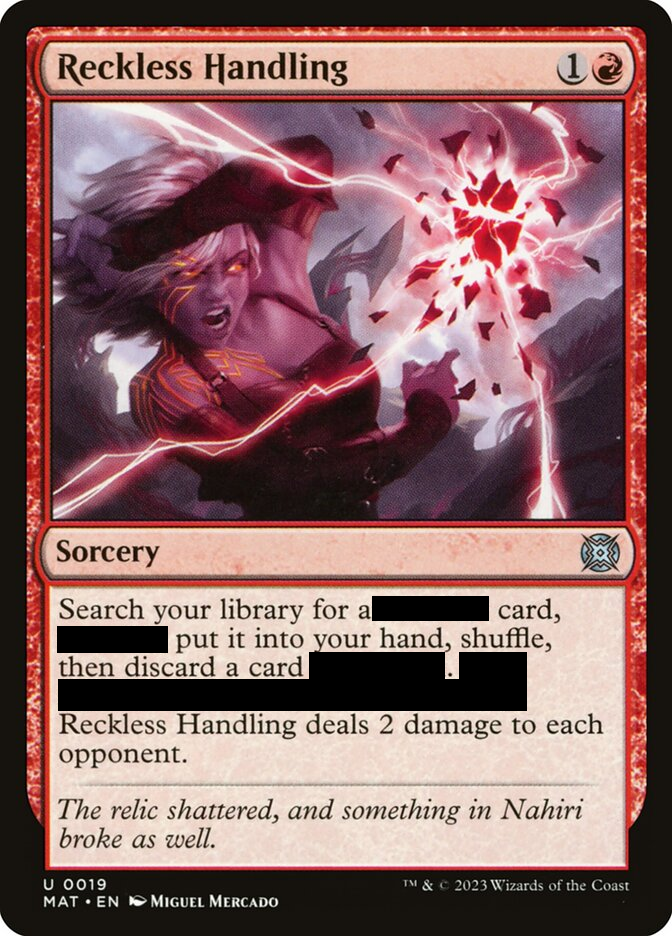 Reckless Handling
1
Sorcery
Search your library for a card,
put it into your hand, shuffle,
then discard a card .
Reckless Handling deals 2 damage to each
opponent.
The relic shattered, and something in Nahiri
broke as well.
U 0019
MAT • EN Miguel Mercado
™ & © 2023 Wizards of the Coast